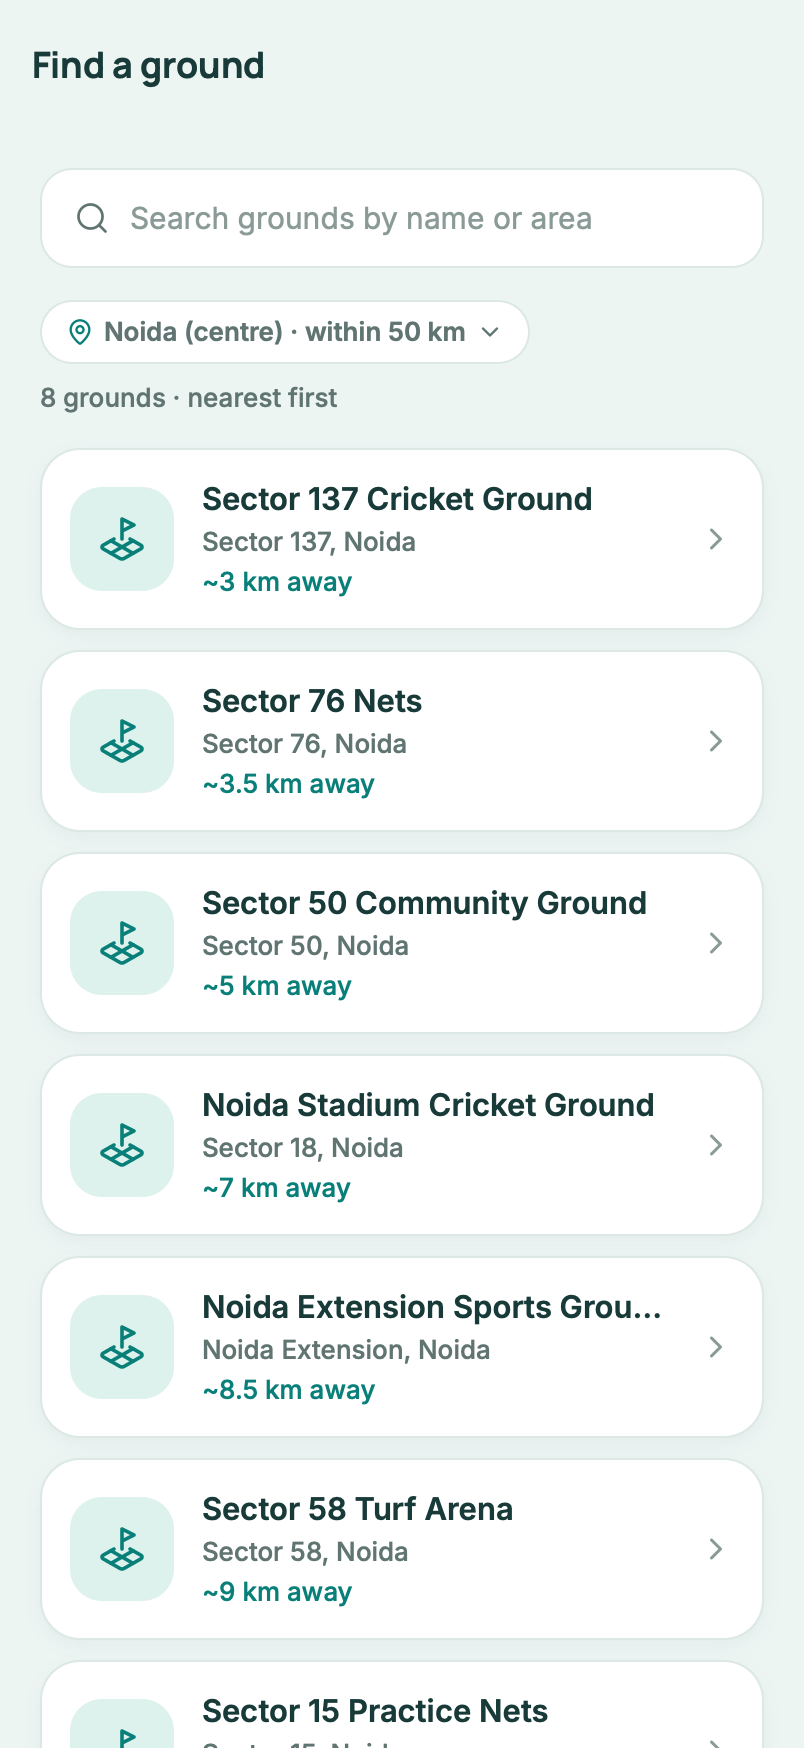 Find a ground
Search grounds by name or area
Noida (centre) · within 50 km
8 grounds · nearest first
Sector 137 Cricket Ground
Sector 137, Noida
~3 km away
Sector 76 Nets
Sector 76, Noida
~3.5 km away
Sector 50 Community Ground
Sector 50, Noida
~5 km away
Noida Stadium Cricket Ground
Sector 18, Noida
~7 km away
Noida Extension Sports Grou...
Noida Extension, Noida
~8.5 km away
Sector 58 Turf Arena
Sector 58, Noida
~9 km away
Sector 15 Practice Nets